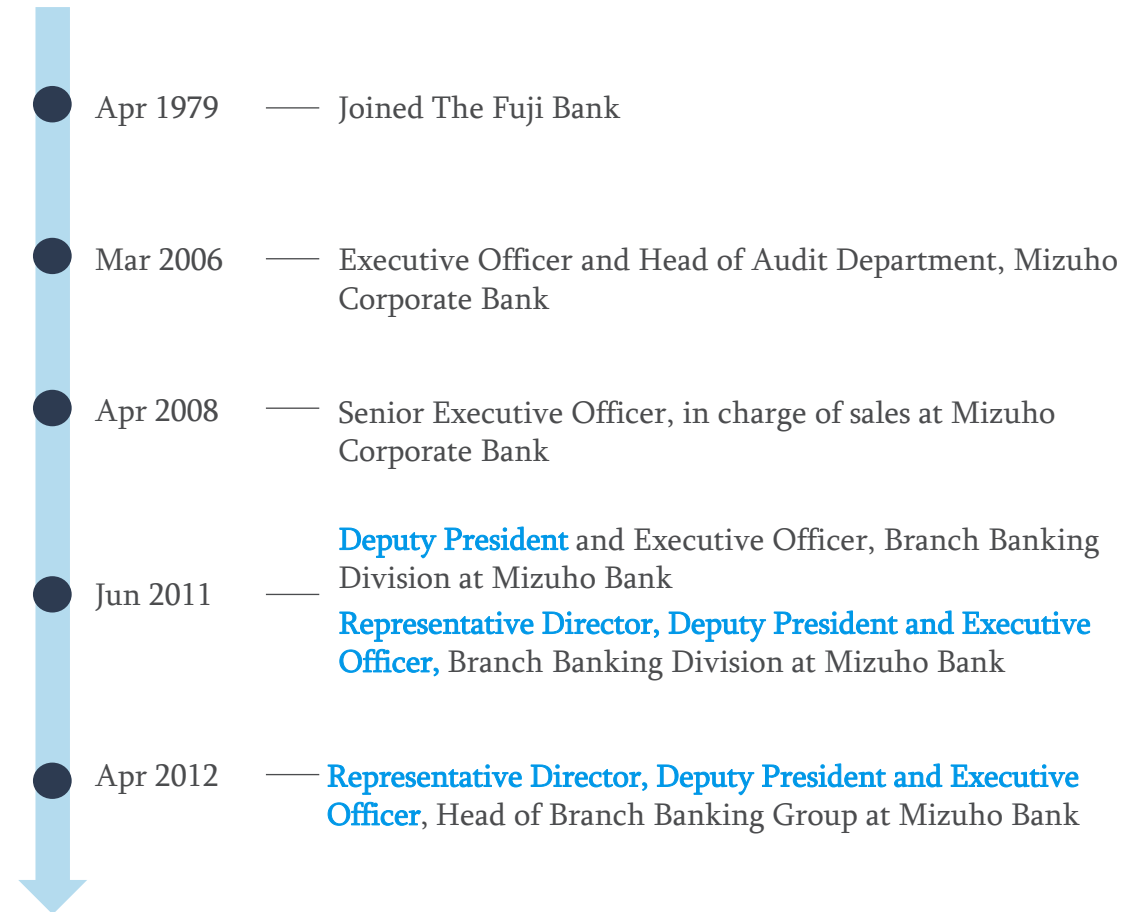 Apr 1979
Joined The Fuji Bank
Mar 2006
Executive Officer and Head of Audit Department, Mizuho
Corporate Bank
Apr 2008
Senior Executive Officer, in charge of sales at Mizuho
Corporate Bank
Jun 2011
Deputy President and Executive Officer, Branch Banking
Division at Mizuho Bank
Representative Director, Deputy President and Executive
Officer, Branch Banking Division at Mizuho Bank
Apr 2012
Representative Director, Deputy President and Executive
Officer, Head of Branch Banking Group at Mizuho Bank